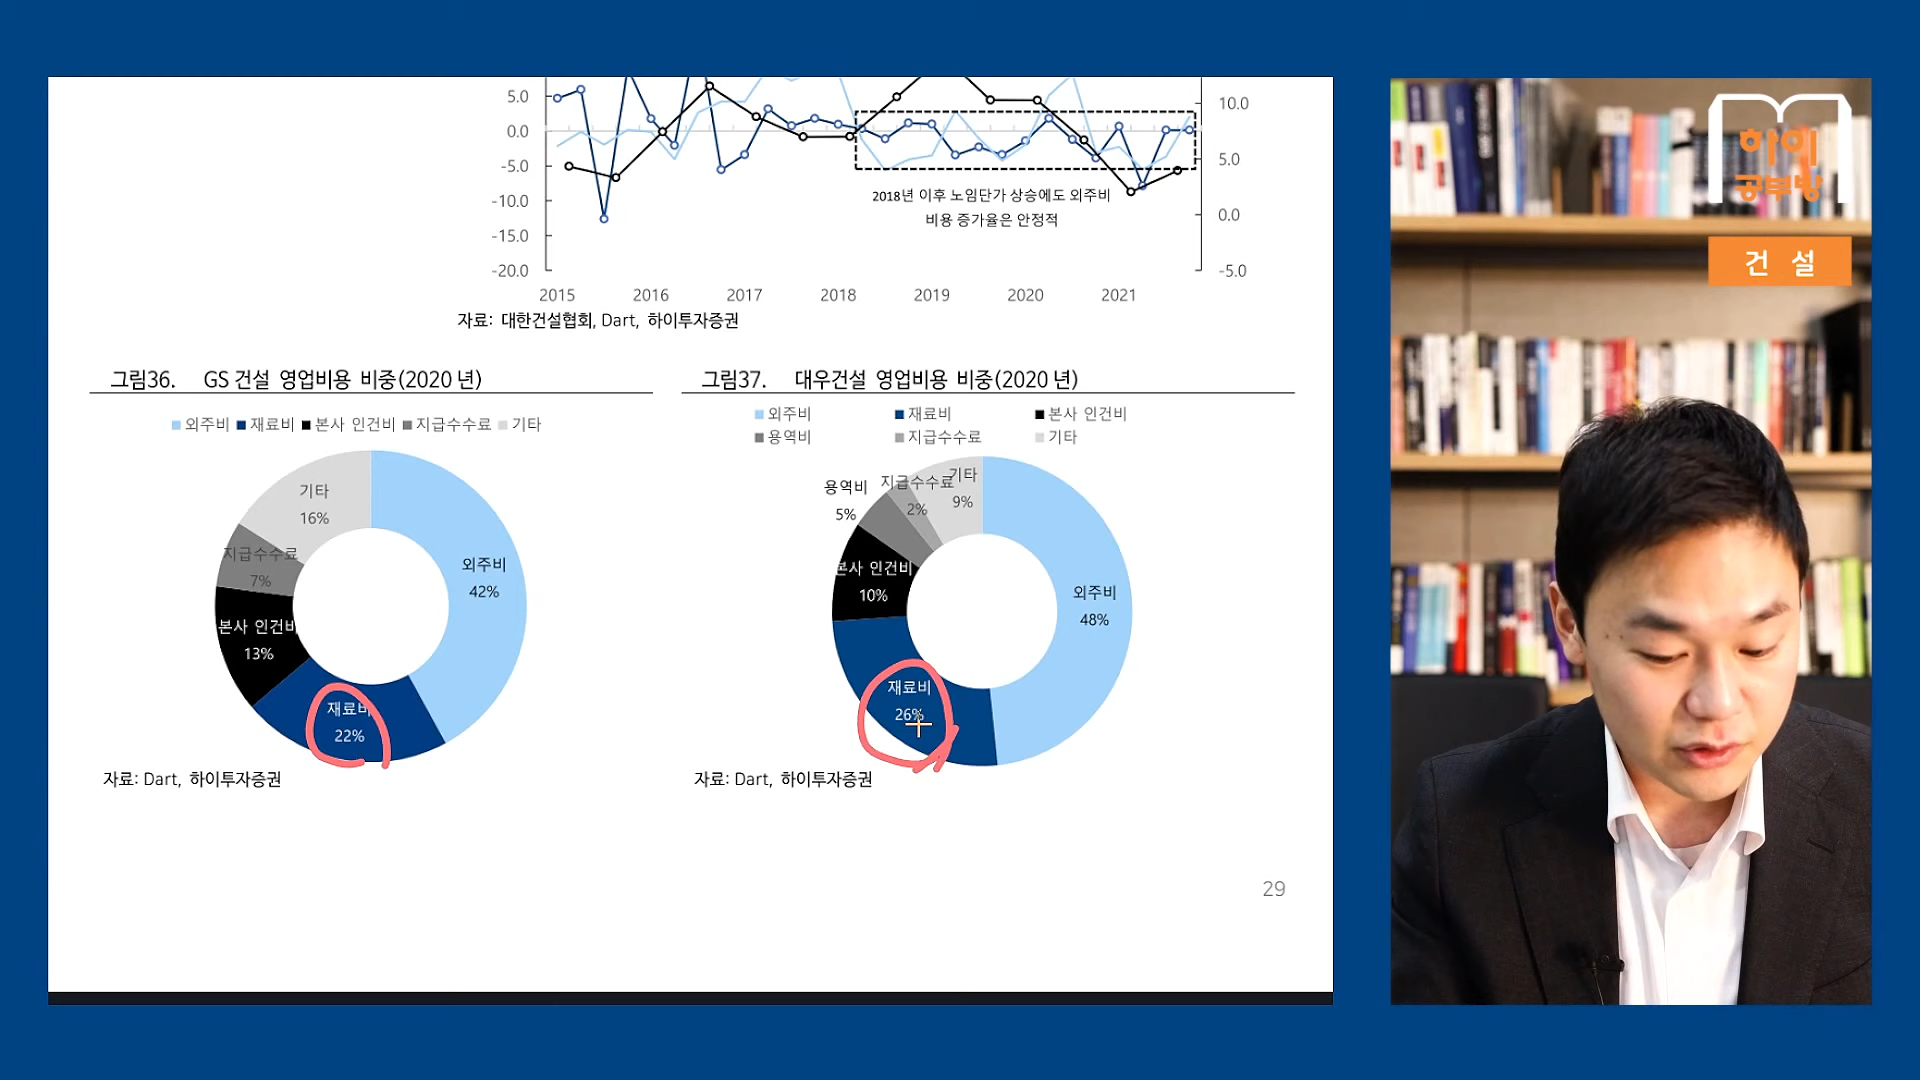 5.0
0.0
-5.0
-10.0
-15.0
-20.0
10.0
5.0
0.0
-5.0
2018년 이후 노임단가 상승에도 외주비
비용 증가율은 안정적
2015 2016 2017 2018 2019 2020 2021
자료: 대한건설협회, Dart, 하이투자증권
그림36. GS 건설 영업비용 비중(2020 년)
외주비 재료비 본사 인건비 지급수수료 기타
기타
16%
지급수수료
7%
본사 인건비
13%
재료비
22%
외주비
42%
자료: Dart, 하이투자증권
그림37. 대우건설 영업비용 비중(2020 년)
외주비 재료비 본사 인건비
용역비 지급수수료 기타
용역비
5%
지급수수료
2%
기타
9%
본사 인건비
10%
재료비
26%
외주비
48%
자료: Dart, 하이투자증권
29
하이
공부방
건 설